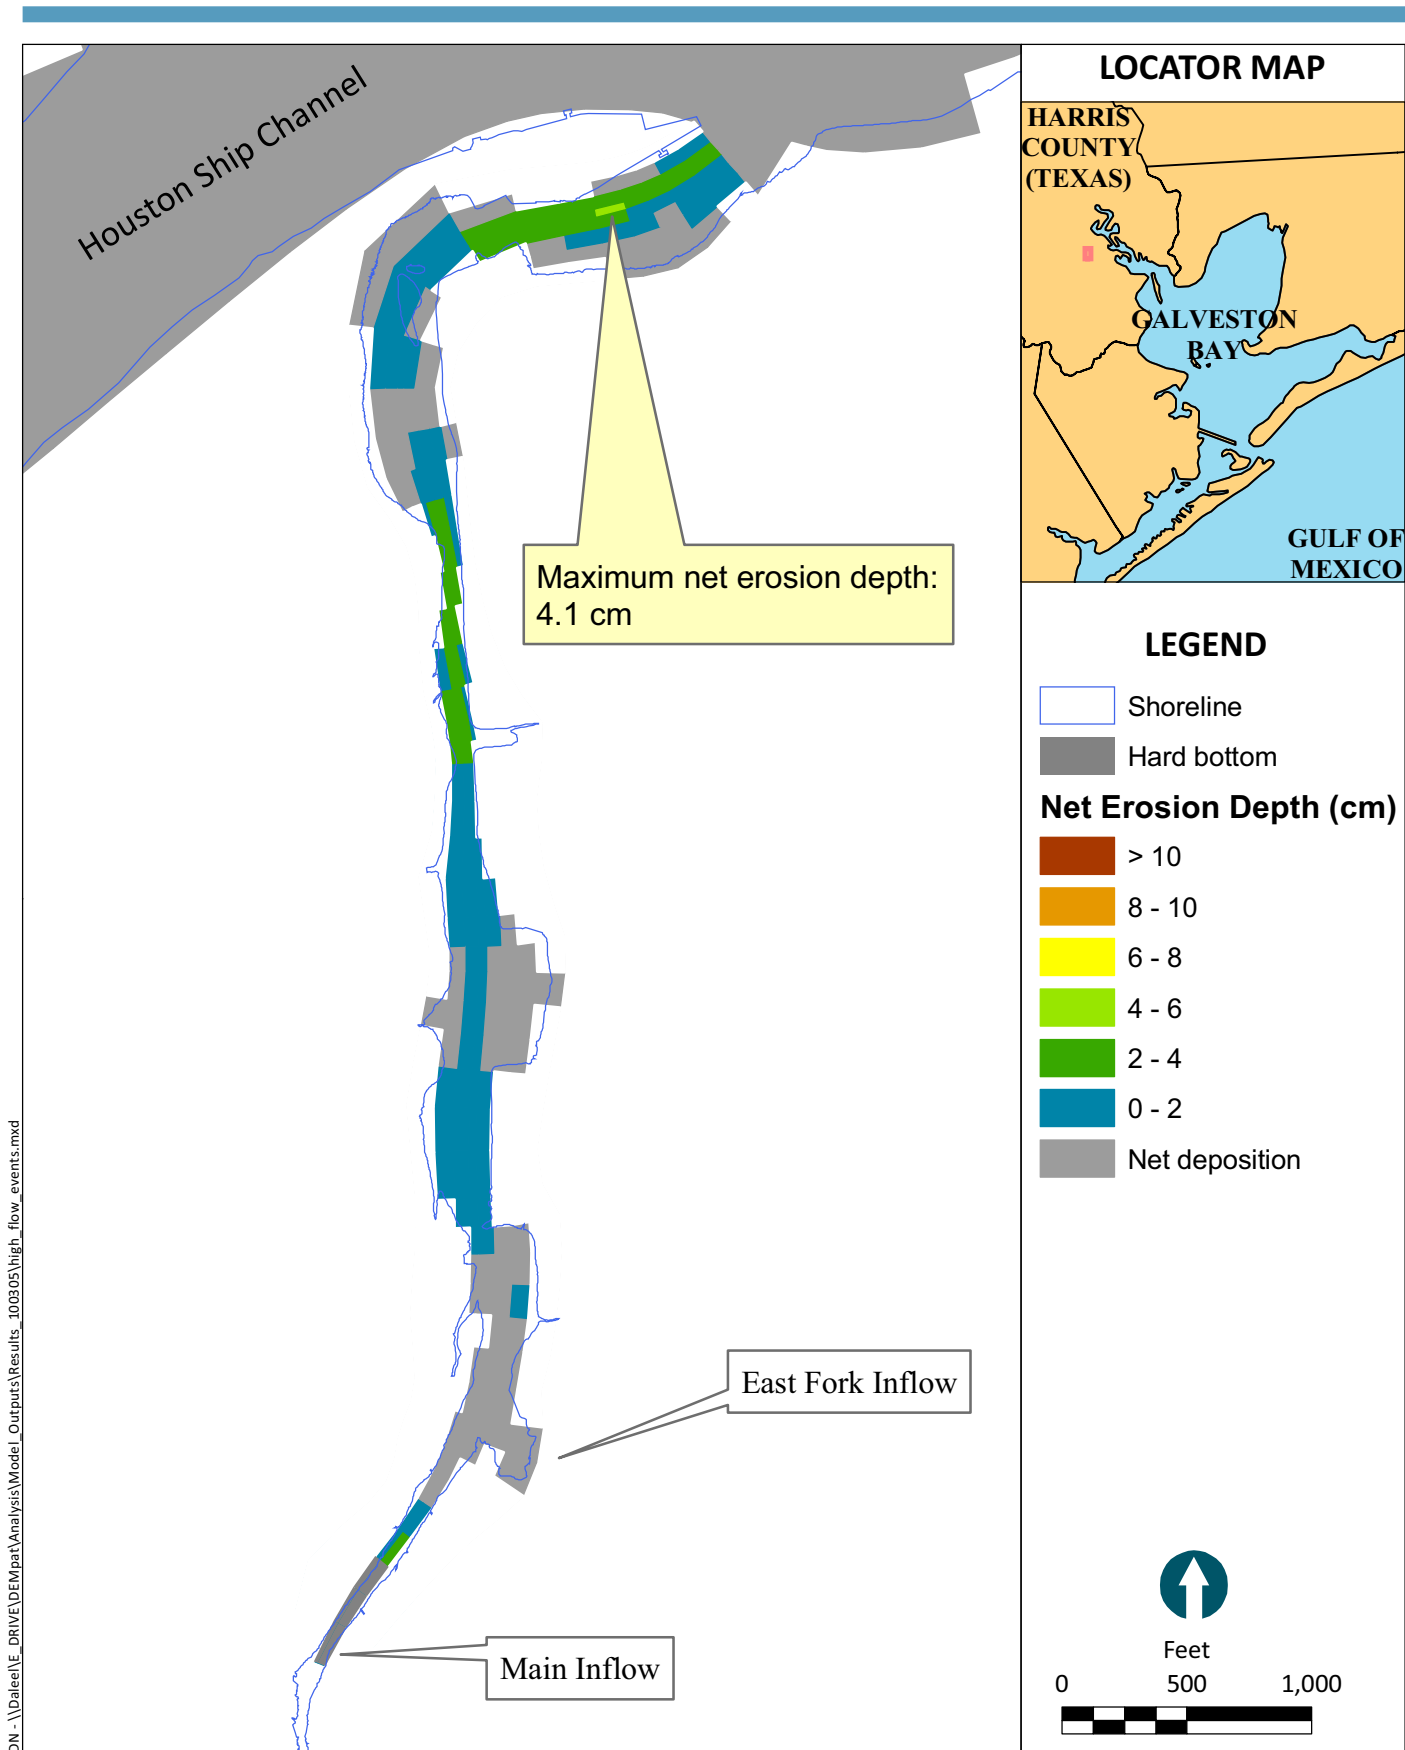 Houston Ship Channel
Maximum net erosion depth:
4.1 cm
East Fork Inflow
Main Inflow
LOCATOR MAP
HARRIS
COUNTY
(TEXAS)
GALVESTON
BAY
GULF OF
MEXICO
LEGEND
Shoreline
Hard bottom
Net Erosion Depth (cm)
> 10
8 - 10
6 - 8
4 - 6
2 - 4
0 - 2
Net deposition
Feet
0 500 1,000
ON - \\Daleel\E_DRIVE\DEMpat\Analysis\Model_Outputs\Results_100305\high_flow_events.mxd